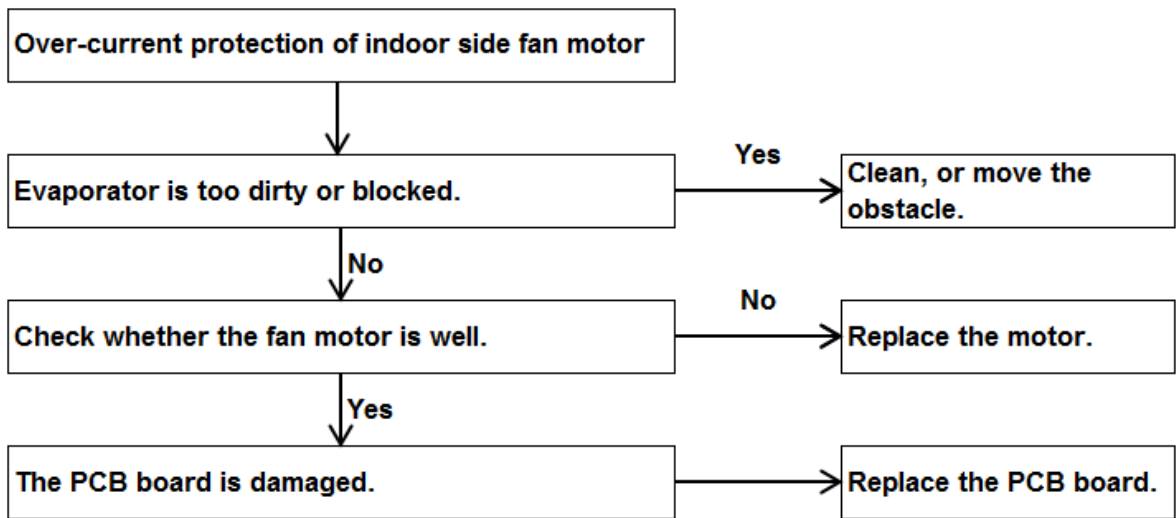 Over-current protection of indoor side fan motor
Evaporator is too dirty or blocked.
Yes
Clean, or move the
obstacle.
No
Check whether the fan motor is well.
No
Replace the motor.
Yes
The PCB board is damaged.
Replace the PCB board.